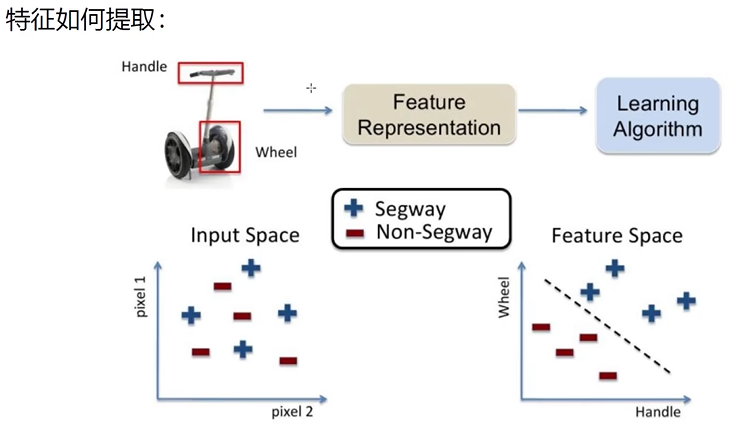 特征如何提取：
Handle
Wheel
Feature
Representation
Learning
Algorithm
Segway
Non-Segway
Input Space
pixel 1
pixel 2
Feature Space
Wheel
Handle